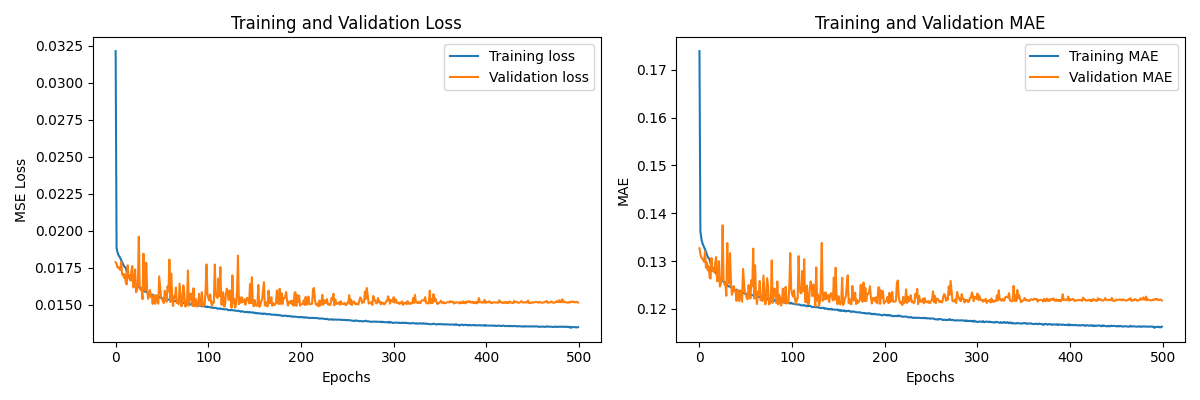 Training and Validation Loss
MSE Loss
0.0325
0.0300
0.0275
0.0250
0.0225
0.0200
0.0175
0.0150
Training loss
Validation loss
0 100 200 300 400 500
Epochs
Training and Validation MAE
MAE
0.17
0.16
0.15
0.14
0.13
0.12
Training MAE
Validation MAE
0 100 200 300 400 500
Epochs